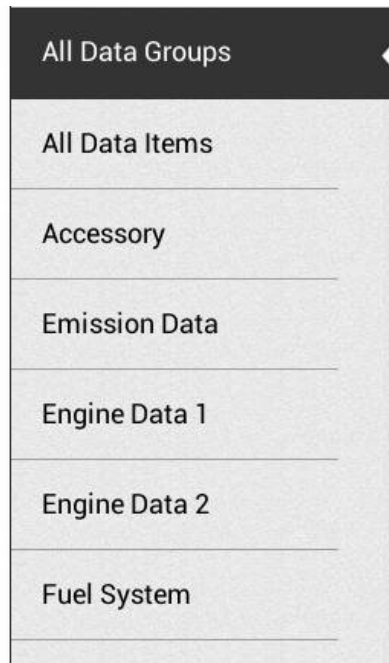 All Data Groups
All Data Items
Accessory
Emission Data
Engine Data 1
Engine Data 2
Fuel System